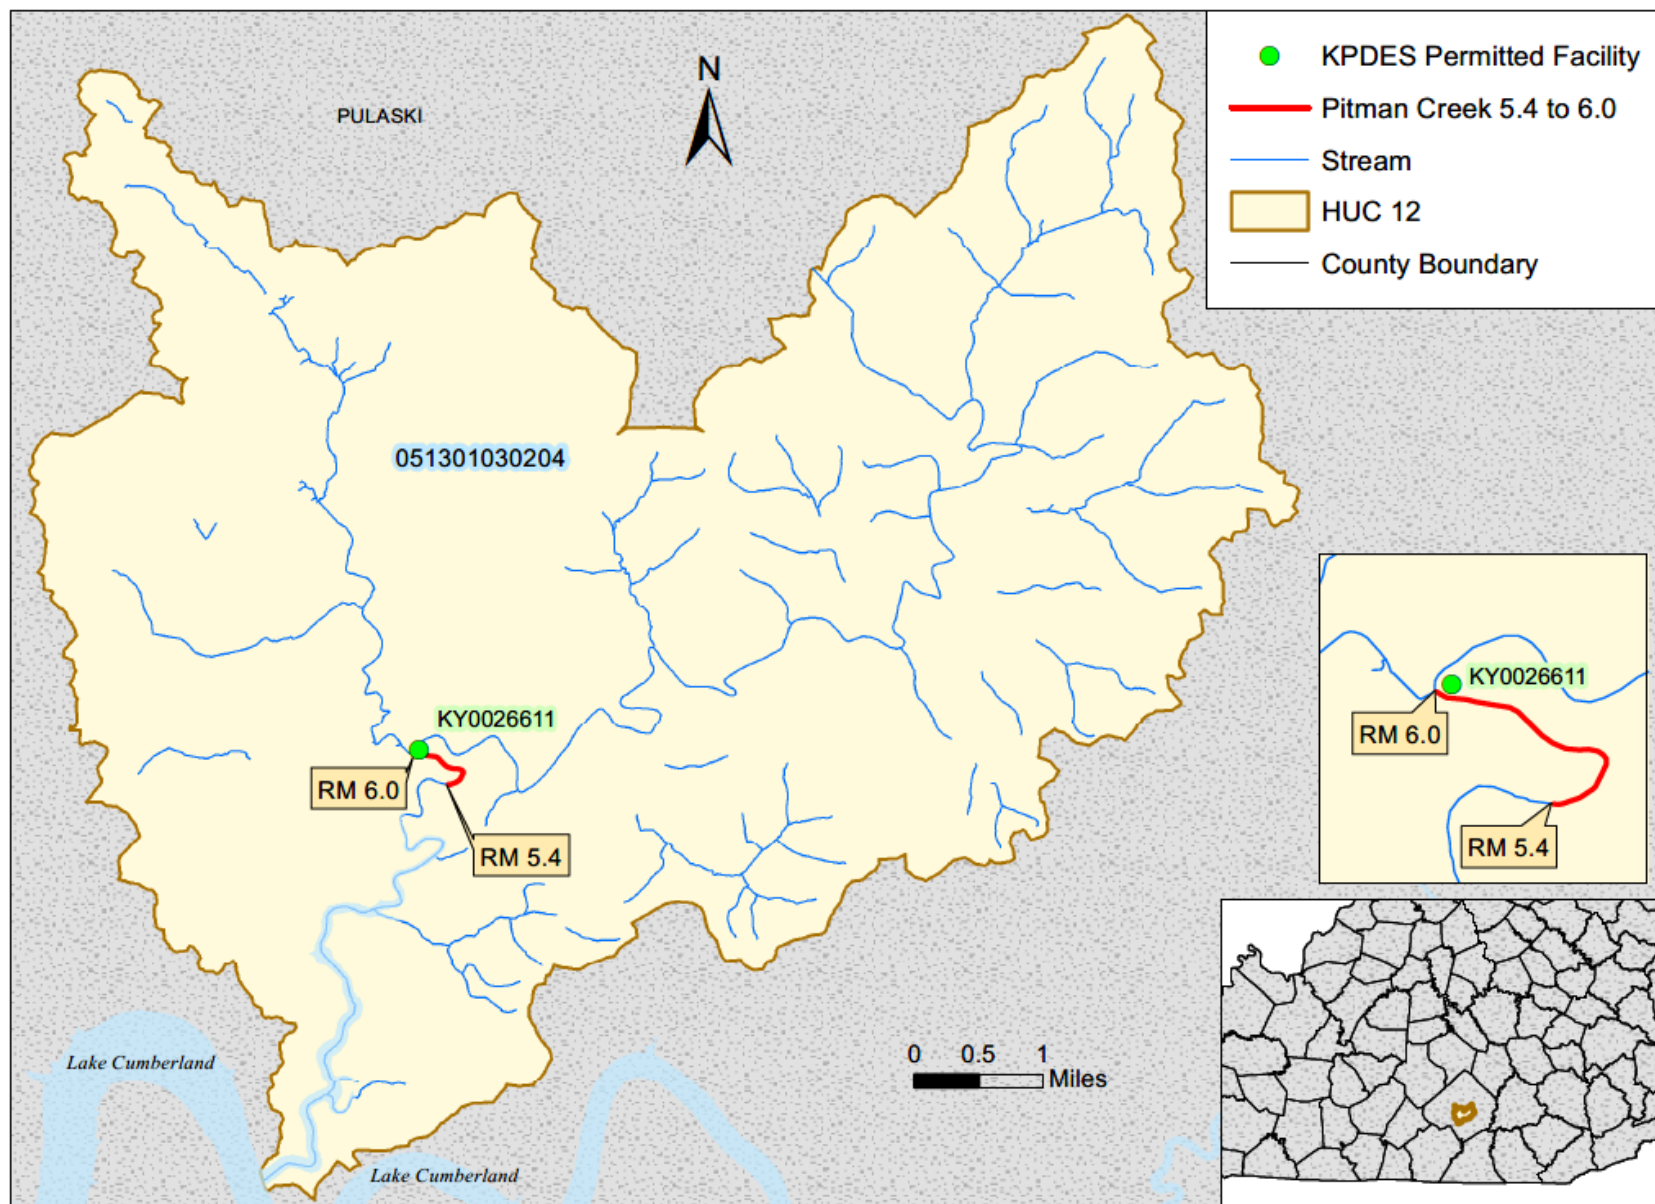 PULASKI
N
KPDES Permitted Facility
Pitman Creek 5.4 to 6.0
Stream
HUC 12
County Boundary
051301030204
KY0026611
RM 6.0
RM 5.4
KY0026611
RM 6.0
RM 5.4
0 0.5 1
Miles
Lake Cumberland
Lake Cumberland